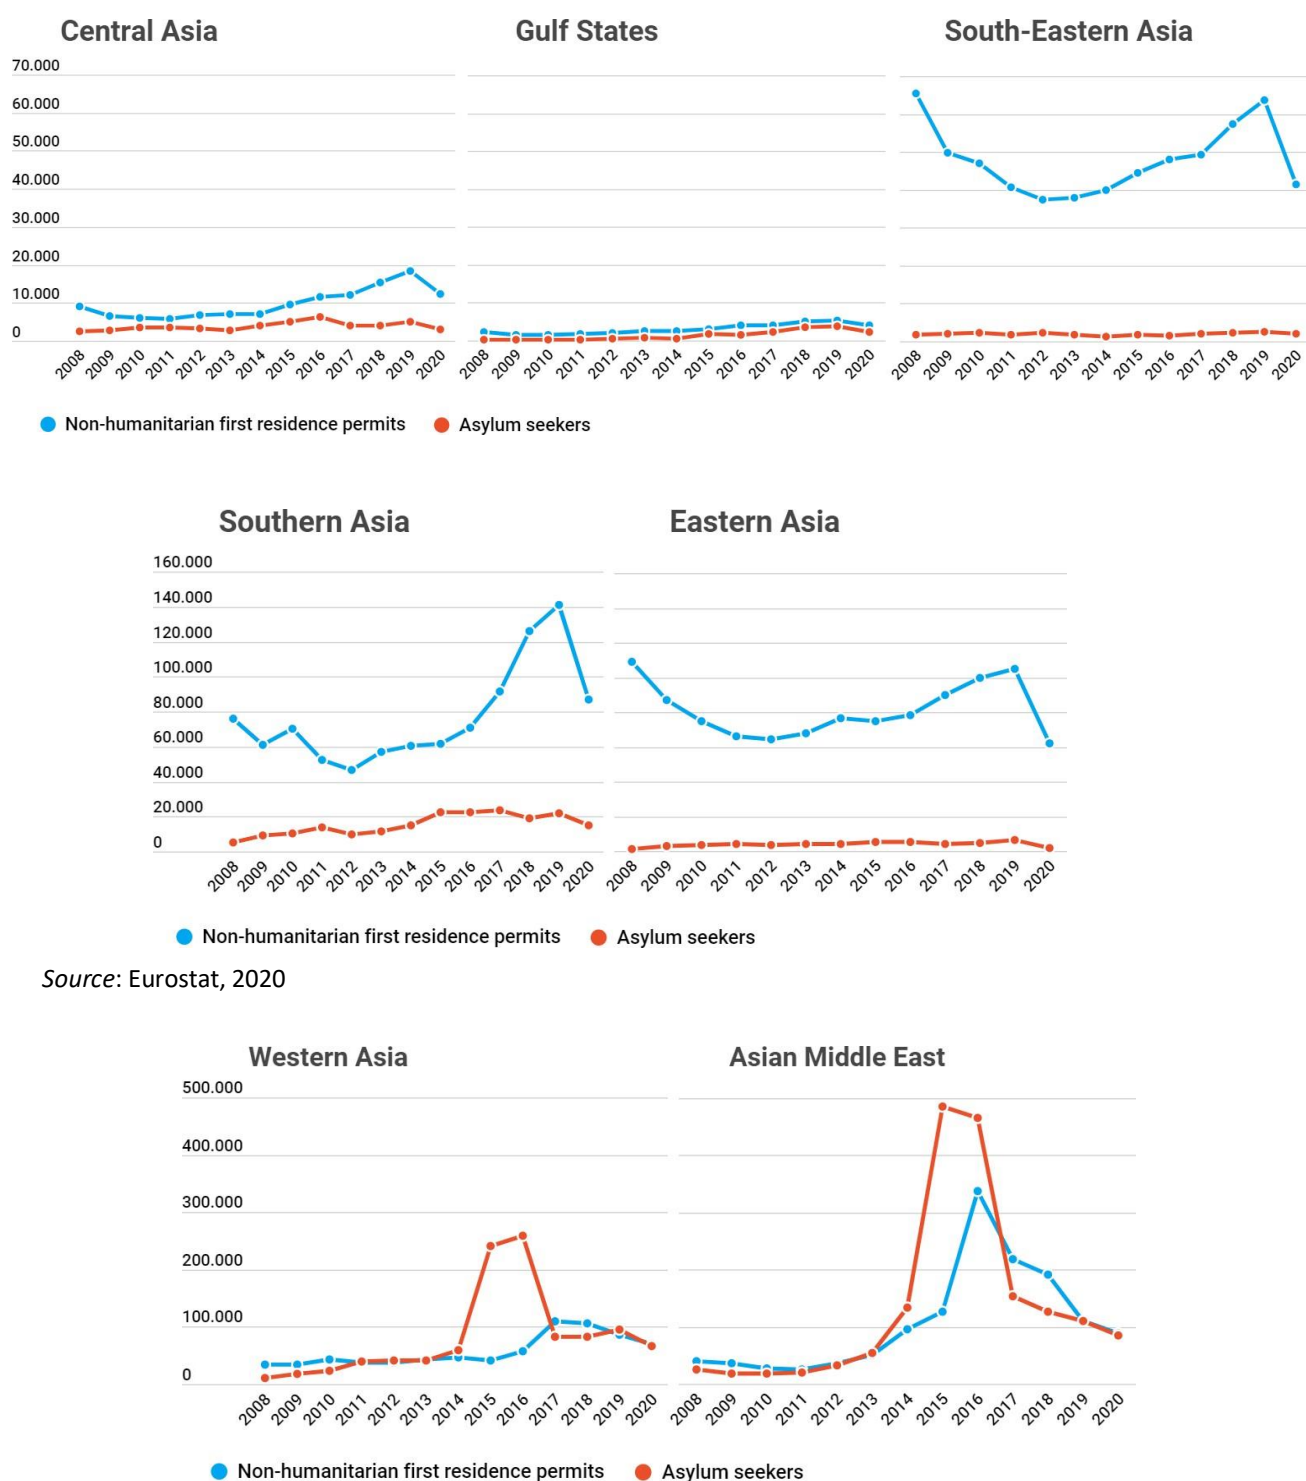 Central Asia
Gulf States
South-Eastern Asia
70.000
60.000
50.000
40.000
30.000
20.000
10.000
0
2008 2009 2010 2011 2012 2013 2014 2015 2016 2017 2018 2019 2020
2008 2009 2010 2011 2012 2013 2014 2015 2016 2017 2018 2019 2020
2008 2009 2010 2011 2012 2013 2014 2015 2016 2017 2018 2019 2020
Non-humanitarian first residence permits Asylum seekers
Southern Asia
Eastern Asia
160.000
140.000
120.000
100.000
80.000
60.000
40.000
20.000
0
2008 2009 2010 2011 2012 2013 2014 2015 2016 2017 2018 2019 2020
2008 2009 2010 2011 2012 2013 2014 2015 2016 2017 2018 2019 2020
Non-humanitarian first residence permits Asylum seekers
Source: Eurostat, 2020
Western Asia
Asian Middle East
500.000
400.000
300.000
200.000
100.000
0
2008 2009 2010 2011 2012 2013 2014 2015 2016 2017 2018 2019 2020
2008 2009 2010 2011 2012 2013 2014 2015 2016 2017 2018 2019 2020
Non-humanitarian first residence permits Asylum seekers